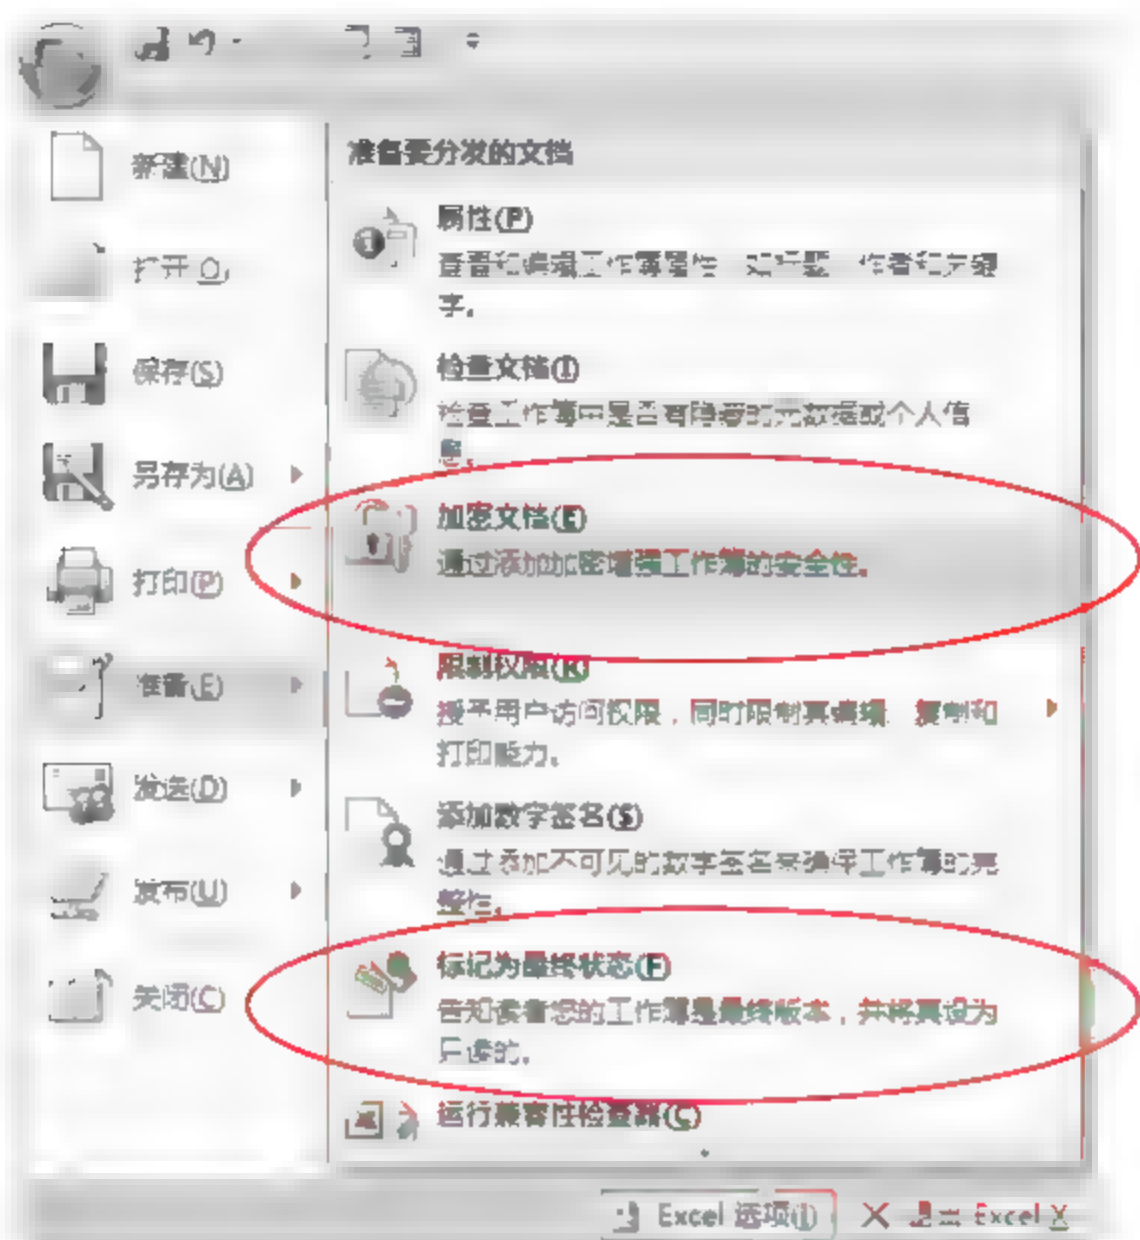 新建(N)
打开(O)
保存(S)
另存为(A)
打印(P)
准备(E)
发送(D)
发布(U)
关闭(C)
准备要分发的文档
属性(P)
查看和编辑工作簿属性，如标题、作者和关键
字。
检查文档(I)
检查工作簿中是否有隐藏的元数据或个人信
息。
加密文档(E)
通过添加加密增强工作簿的安全性。
限制权限(R)
授予用户访问权限，同时限制其编辑、复制和
打印能力。
添加数字签名(S)
通过添加不可见的数字签名来确保工作簿的完
整性。
标记为最终状态(F)
告知读者您的工作簿是最终版本，并将其设为
只读的。
运行兼容性检查器(C)
Excel 选项(I)
退出 Excel(X)